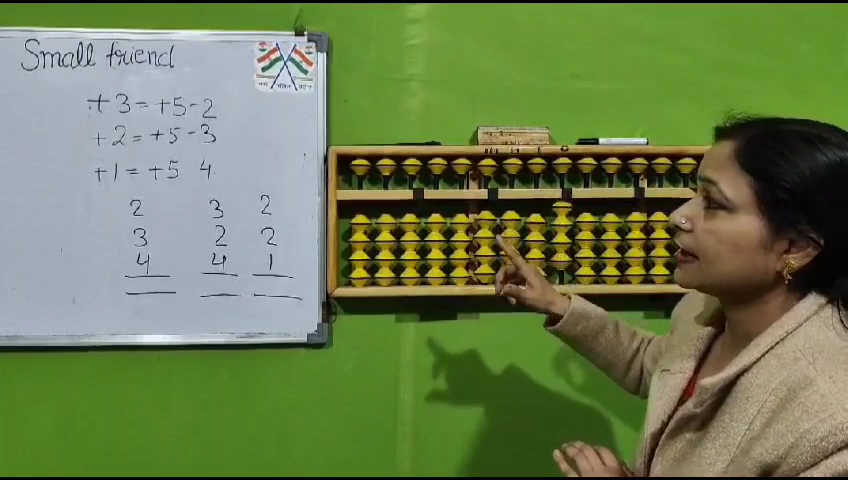 Small friend
+3=+5-2
+2=+5-3
+1=+5 4
2 3 2
3 2 2
4 4 1